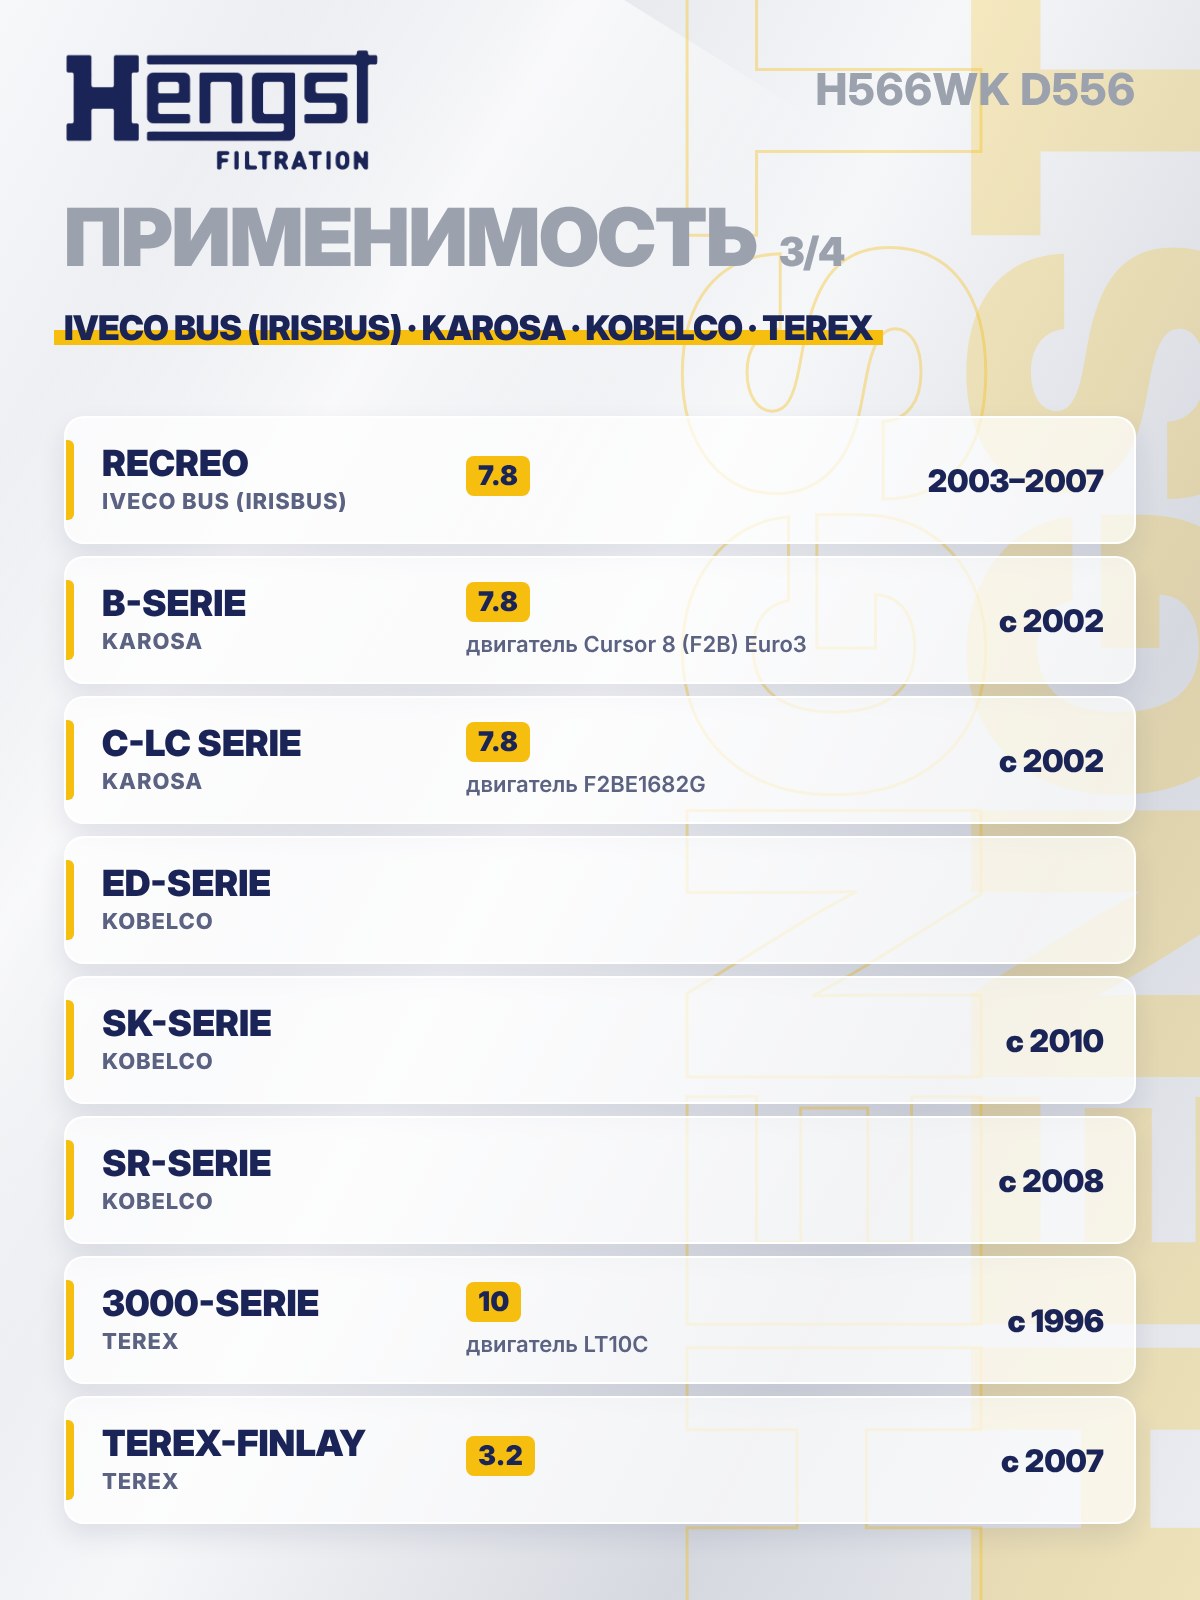 Hengst
FILTRATION
H566WK D556
ПРИМЕНИМОСТЬ 3/4
IVECO BUS (IRISBUS) · KAROSA · KOBELCO · TEREX
RECREO
IVECO BUS (IRISBUS)
7.8
2003–2007
B-SERIE
KAROSA
7.8
двигатель Cursor 8 (F2B) Euro3
с 2002
C-LC SERIE
KAROSA
7.8
двигатель F2BE1682G
с 2002
ED-SERIE
KOBELCO
SK-SERIE
KOBELCO
с 2010
SR-SERIE
KOBELCO
с 2008
3000-SERIE
TEREX
10
двигатель LT10C
с 1996
TEREX-FINLAY
TEREX
3.2
с 2007
HENGST
HENGST